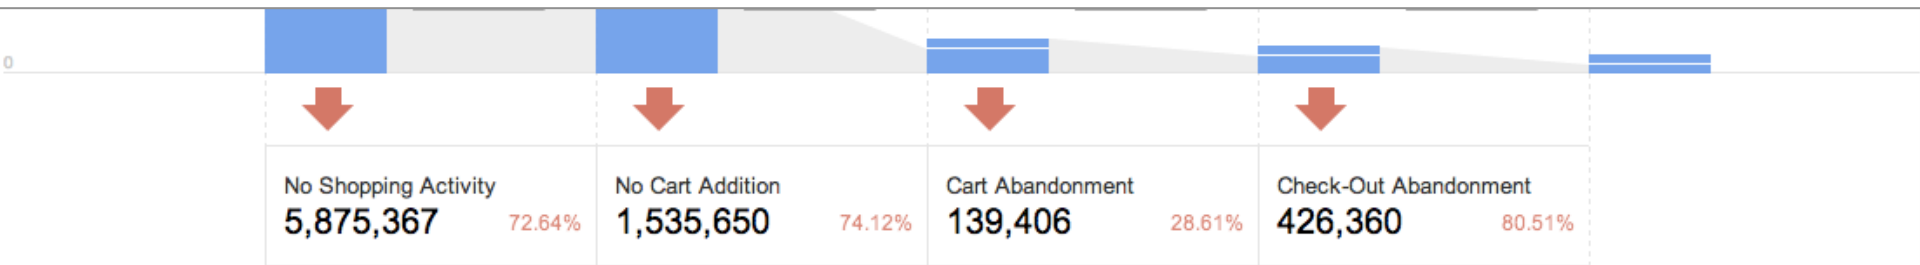 0
No Shopping Activity
5,875,367 72.64%
No Cart Addition
1,535,650 74.12%
Cart Abandonment
139,406 28.61%
Check-Out Abandonment
426,360 80.51%